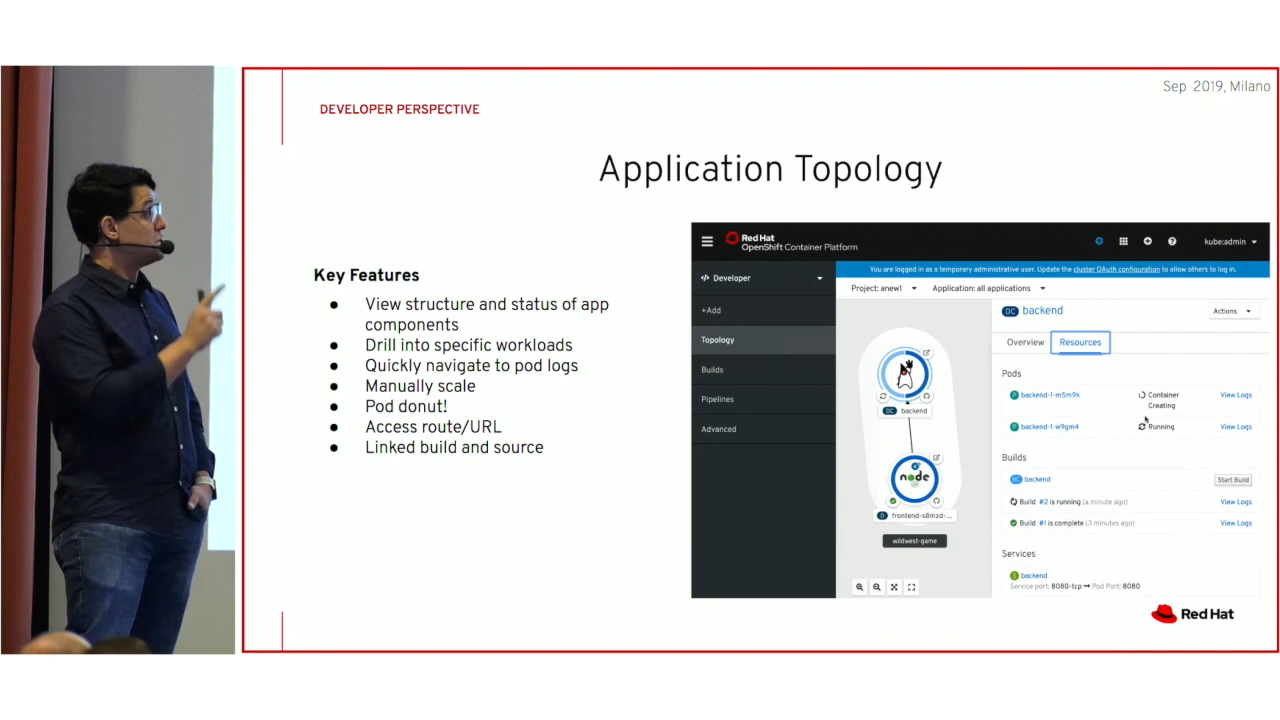 Sep 2019, Milano
DEVELOPER PERSPECTIVE
Application Topology
Key Features
● View structure and status of app
components
● Drill into specific workloads
● Quickly navigate to pod logs
● Manually scale
● Pod donut!
● Access route/URL
● Linked build and source
Red Hat
OpenShift Container Platform
kube:admin
You are logged in as a temporary administrative user. Update the cluster OAuth configuration to allow others to log in.
Developer
Project: anew1 Application: all applications
+Add
Topology
Builds
Pipelines
Advanced
DC backend
node
D frontend-s8mzd-...
wildwest-game
DC backend
Actions
Overview Resources
Pods
P backend-1-m5m9k Container Creating View Logs
P backend-1-w9gm4 Running View Logs
Builds
BC backend Start Build
Build #2 is running (a minute ago) View Logs
Build #1 is complete (3 minutes ago) View Logs
Services
S backend
Service port: 8080-tcp → Pod Port: 8080
Red Hat